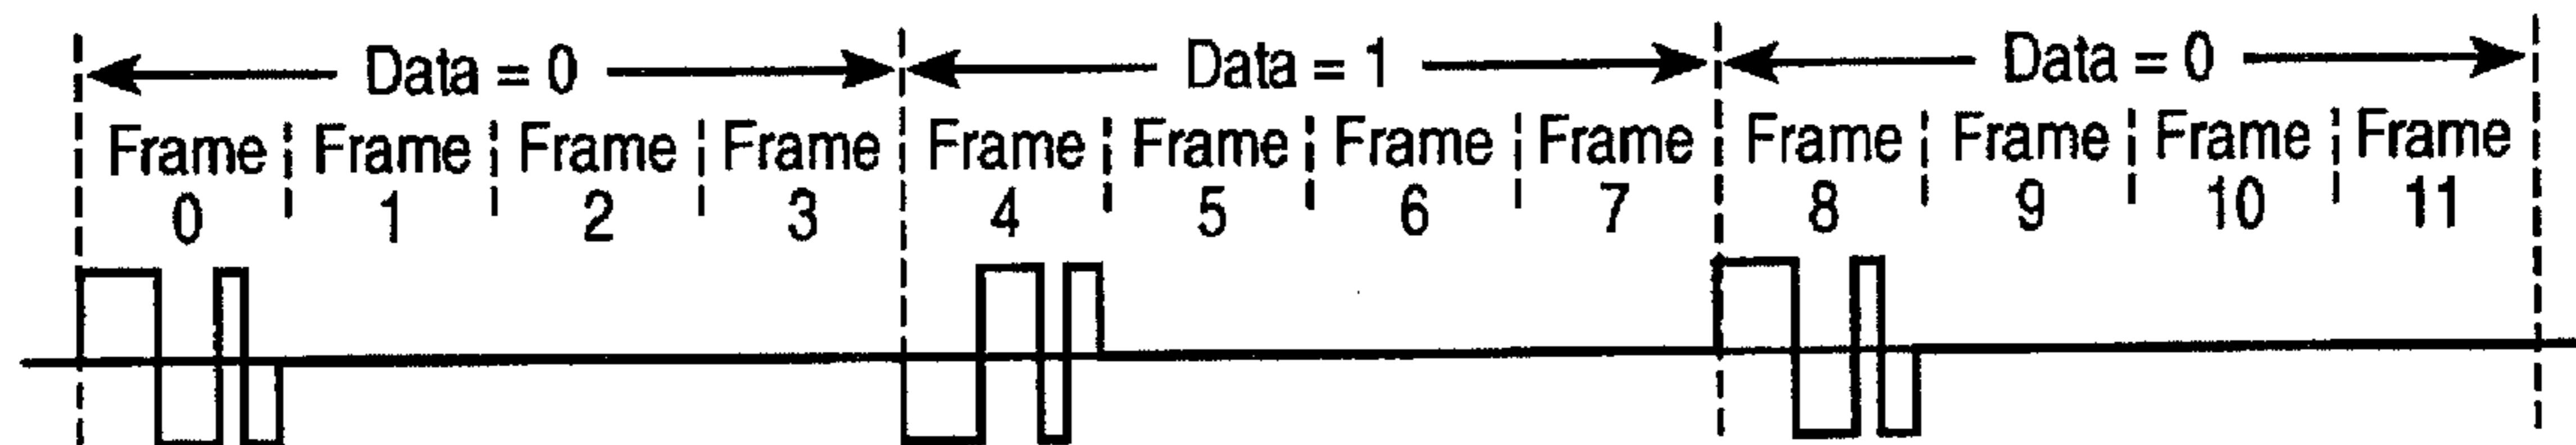 Data = 0 Data = 1 Data = 0
Frame Frame Frame Frame Frame Frame Frame Frame Frame Frame Frame Frame
0 1 2 3 4 5 6 7 8 9 10 11